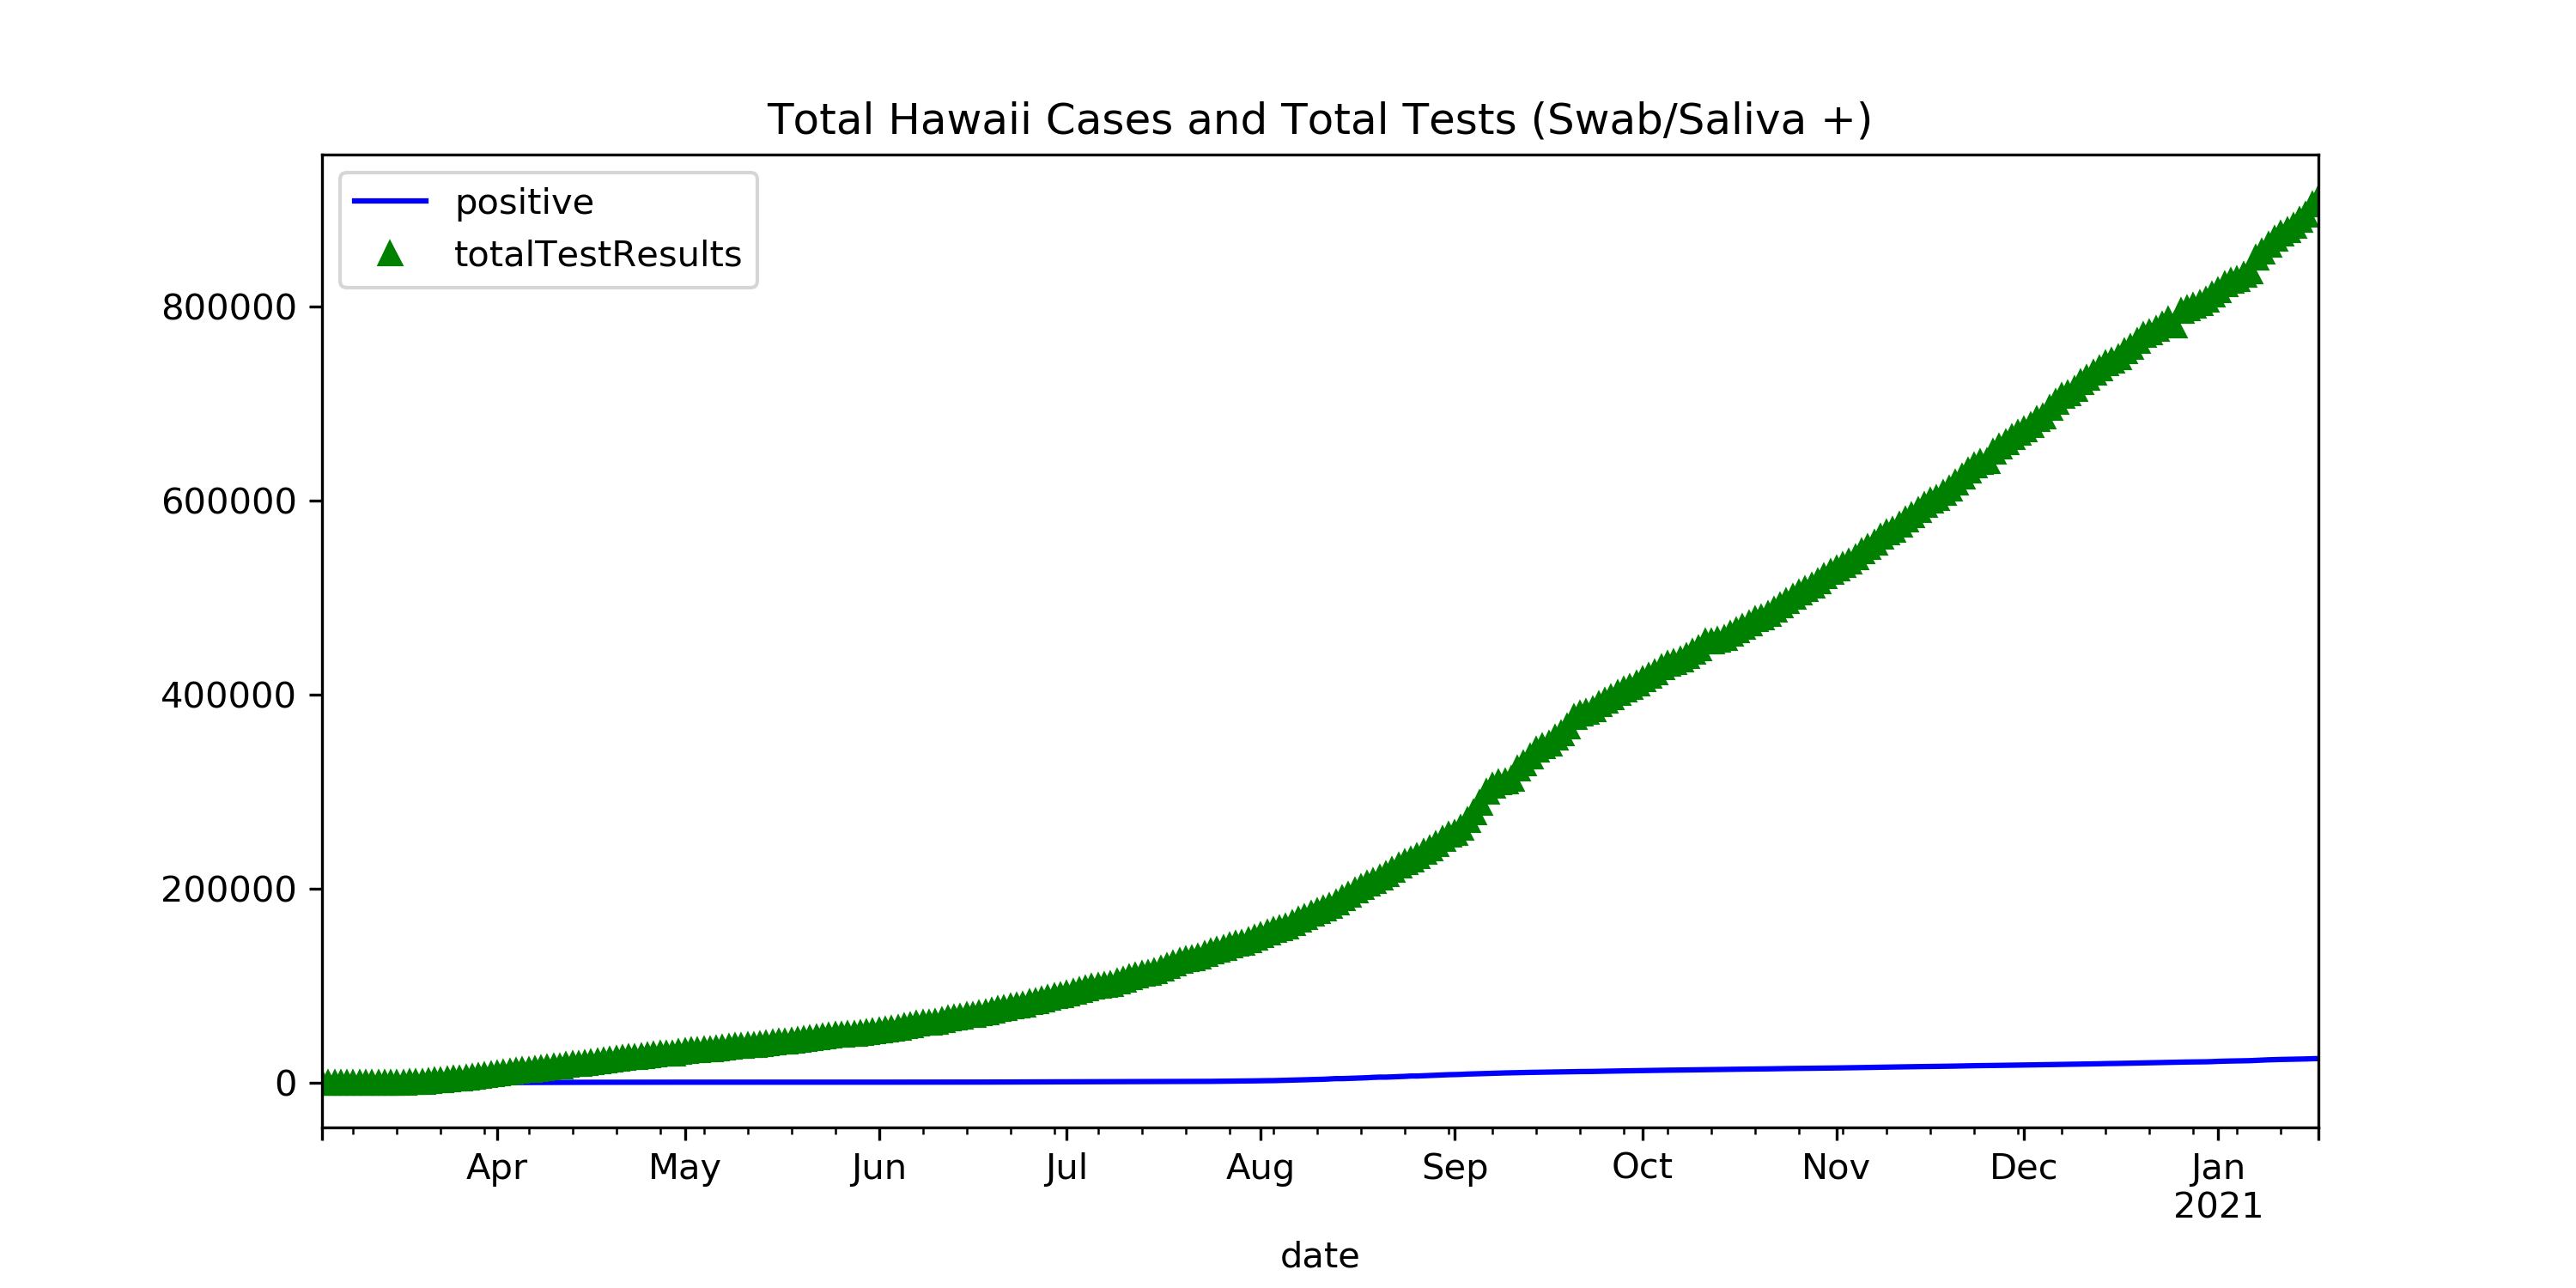 Total Hawaii Cases and Total Tests (Swab/Saliva +)
positive
totalTestResults
800000
600000
400000
200000
0
Apr May Jun Jul Aug Sep Oct Nov Dec Jan
2021
date